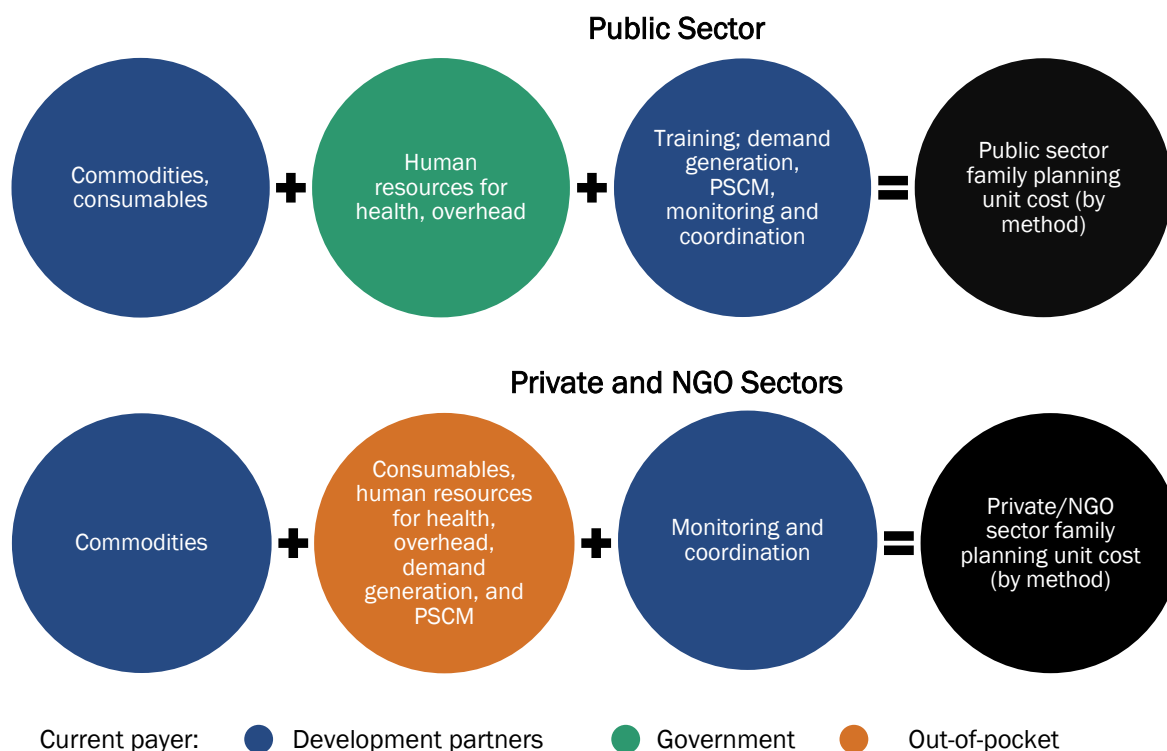 Public Sector
Commodities,
consumables
+
Human
resources for
health, overhead
+
Training; demand
generation,
PSCM,
monitoring and
coordination
=
Public sector
family planning
unit cost (by
method)
Private and NGO Sectors
Commodities
+
Consumables,
human resources
for health,
overhead,
demand
generation, and
PSCM
+
Monitoring and
coordination
=
Private/NGO
sector family
planning unit cost
(by method)
Current payer: Development partners Government Out-of-pocket